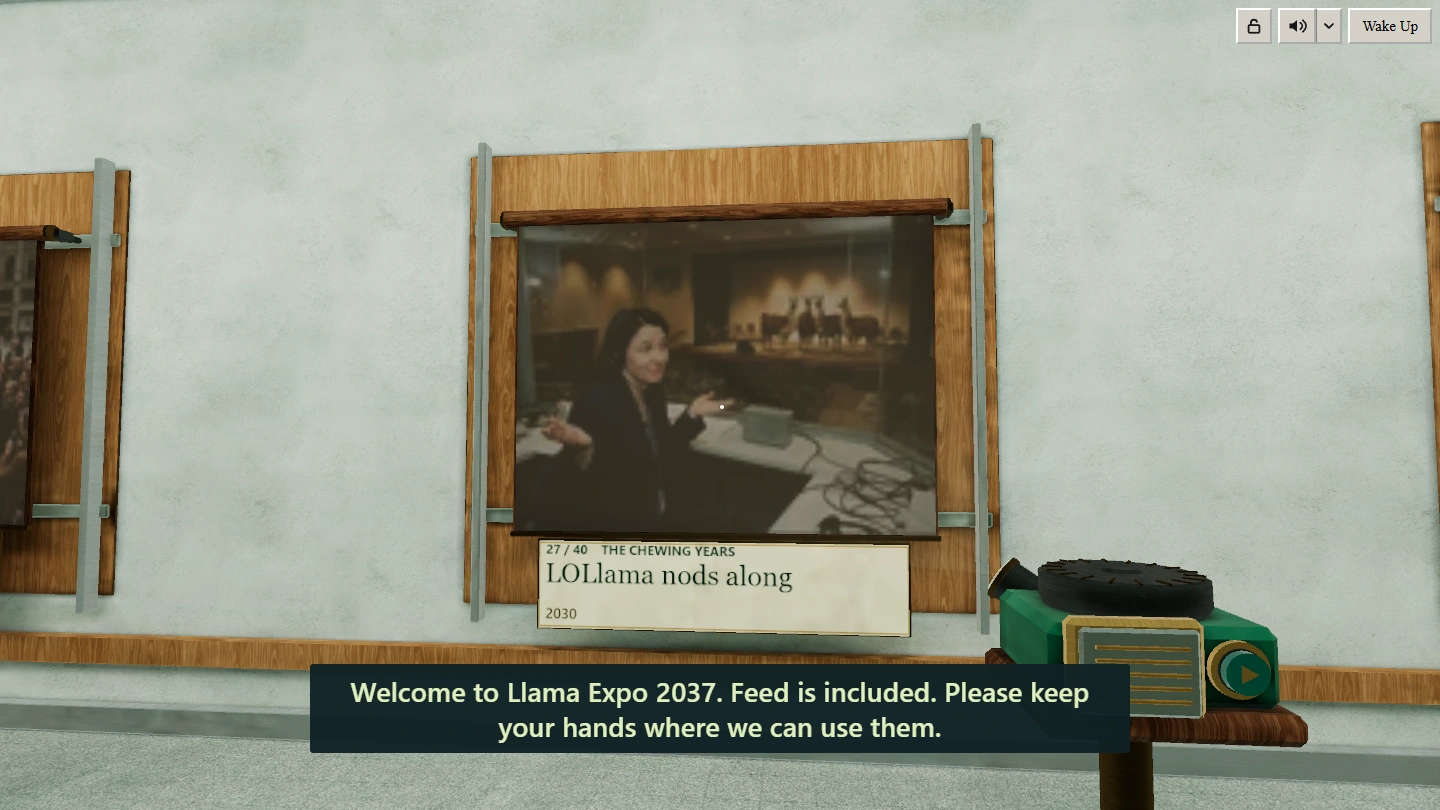 Wake Up
27 / 40 THE CHEWING YEARS
LOLlama nods along
2030
Welcome to Llama Expo 2037. Feed is included. Please keep
your hands where we can use them.